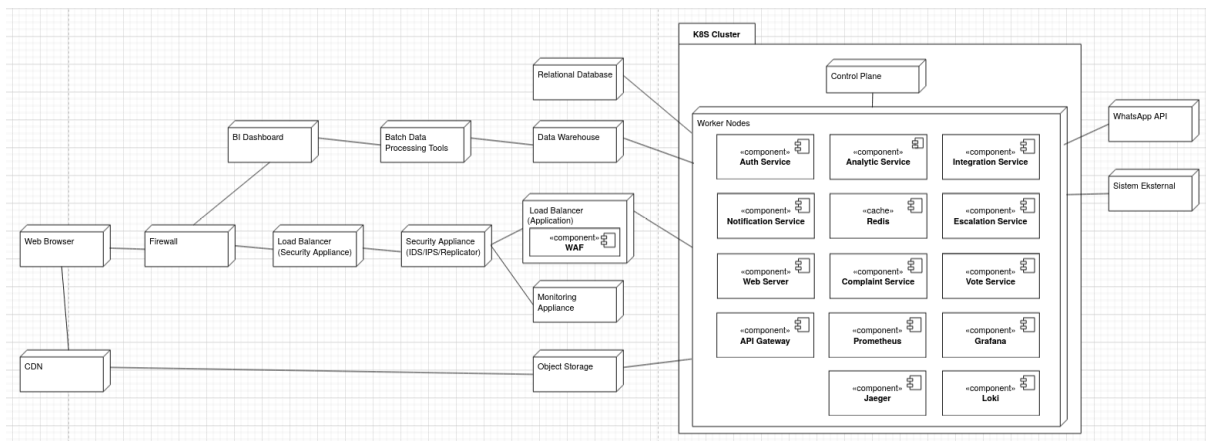 K8S Cluster
Control Plane
Relational Database
Worker Nodes
WhatsApp API
BI Dashboard
Batch Data
Processing Tools
Data Warehouse
«component»
Auth Service
«component»
Analytic Service
«component»
Integration Service
Sistem Eksternal
Load Balancer
(Application)
«component»
WAF
«component»
Notification Service
«cache»
Redis
«component»
Escalation Service
Web Browser
Firewall
Load Balancer
(Security Appliance)
Security Appliance
(IDS/IPS/Replicator)
«component»
Web Server
«component»
Complaint Service
«component»
Vote Service
Monitoring
Appliance
«component»
API Gateway
«component»
Prometheus
«component»
Grafana
CDN
Object Storage
«component»
Jaeger
«component»
Loki